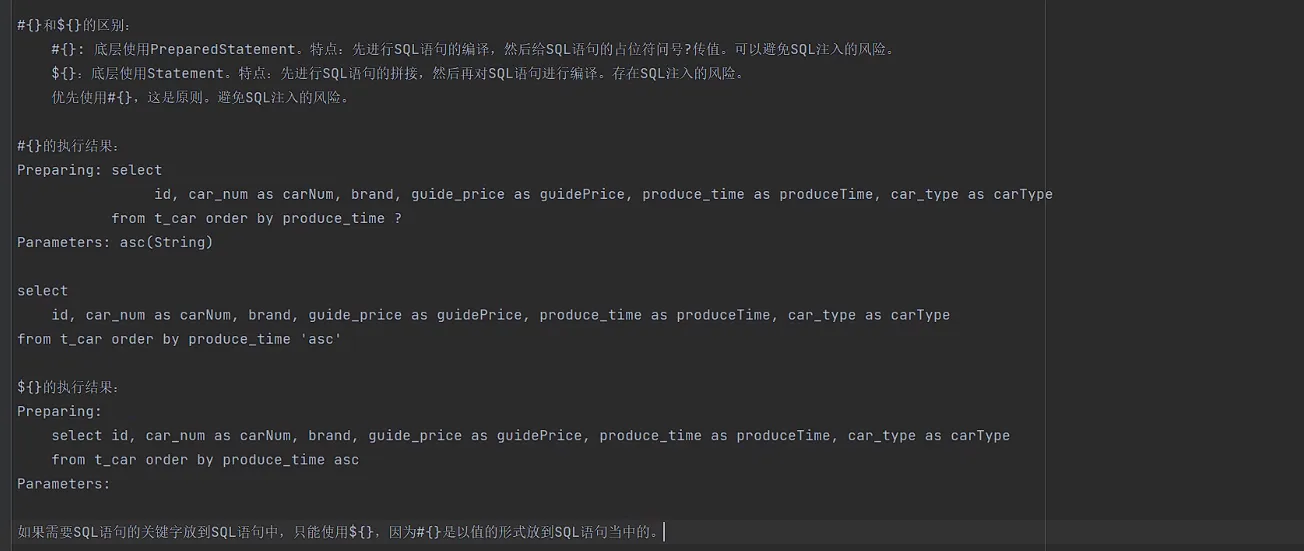 #{}和${}的区别：
#{}: 底层使用PreparedStatement。特点：先进行SQL语句的编译，然后给SQL语句的占位符问号?传值。可以避免SQL注入的风险。
${}：底层使用Statement。特点：先进行SQL语句的拼接，然后再对SQL语句进行编译。存在SQL注入的风险。
优先使用#{}，这是原则。避免SQL注入的风险。
#{}的执行结果：
Preparing: select
id, car_num as carNum, brand, guide_price as guidePrice, produce_time as produceTime, car_type as carType
from t_car order by produce_time ?
Parameters: asc(String)
select
id, car_num as carNum, brand, guide_price as guidePrice, produce_time as produceTime, car_type as carType
from t_car order by produce_time 'asc'
${}的执行结果：
Preparing:
select id, car_num as carNum, brand, guide_price as guidePrice, produce_time as produceTime, car_type as carType
from t_car order by produce_time asc
Parameters:
如果需要SQL语句的关键字放到SQL语句中，只能使用${}，因为#{}是以值的形式放到SQL语句当中的。